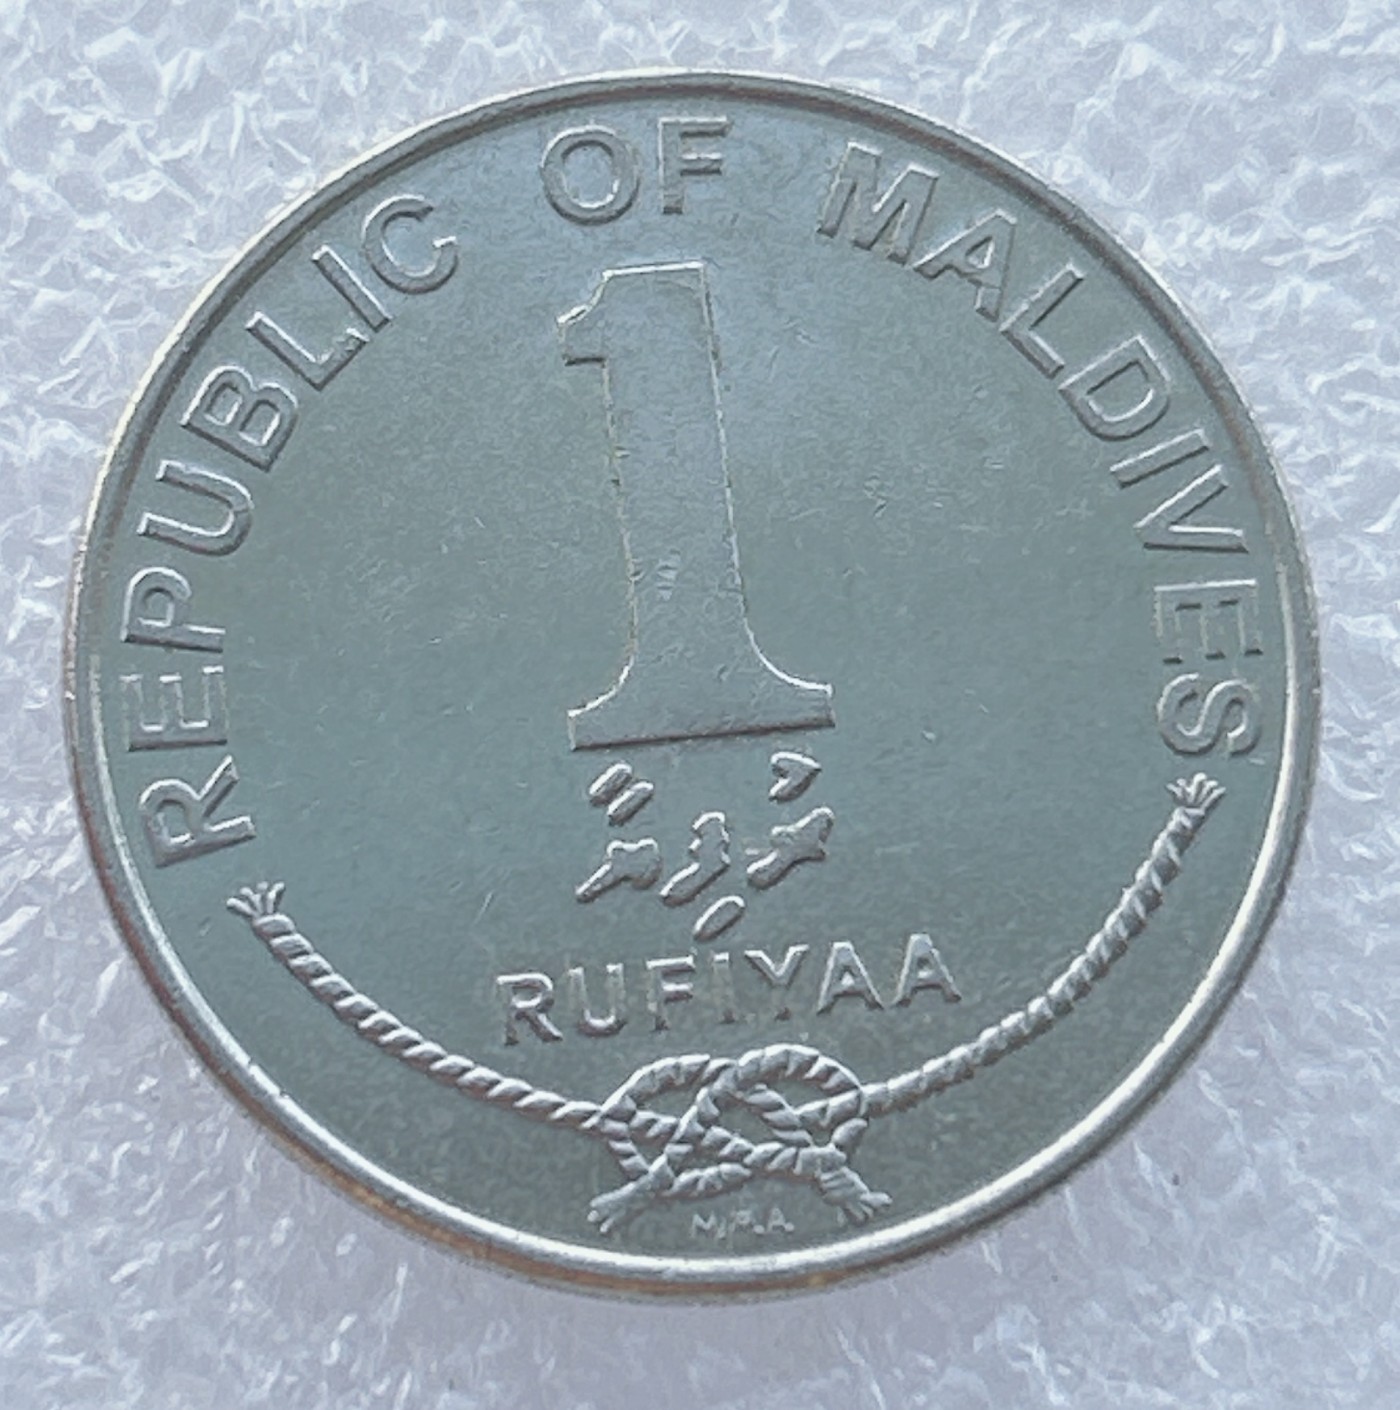 REPUBLIC OF MALDIVES
1
ރުފިޔާ
RUFIYAA